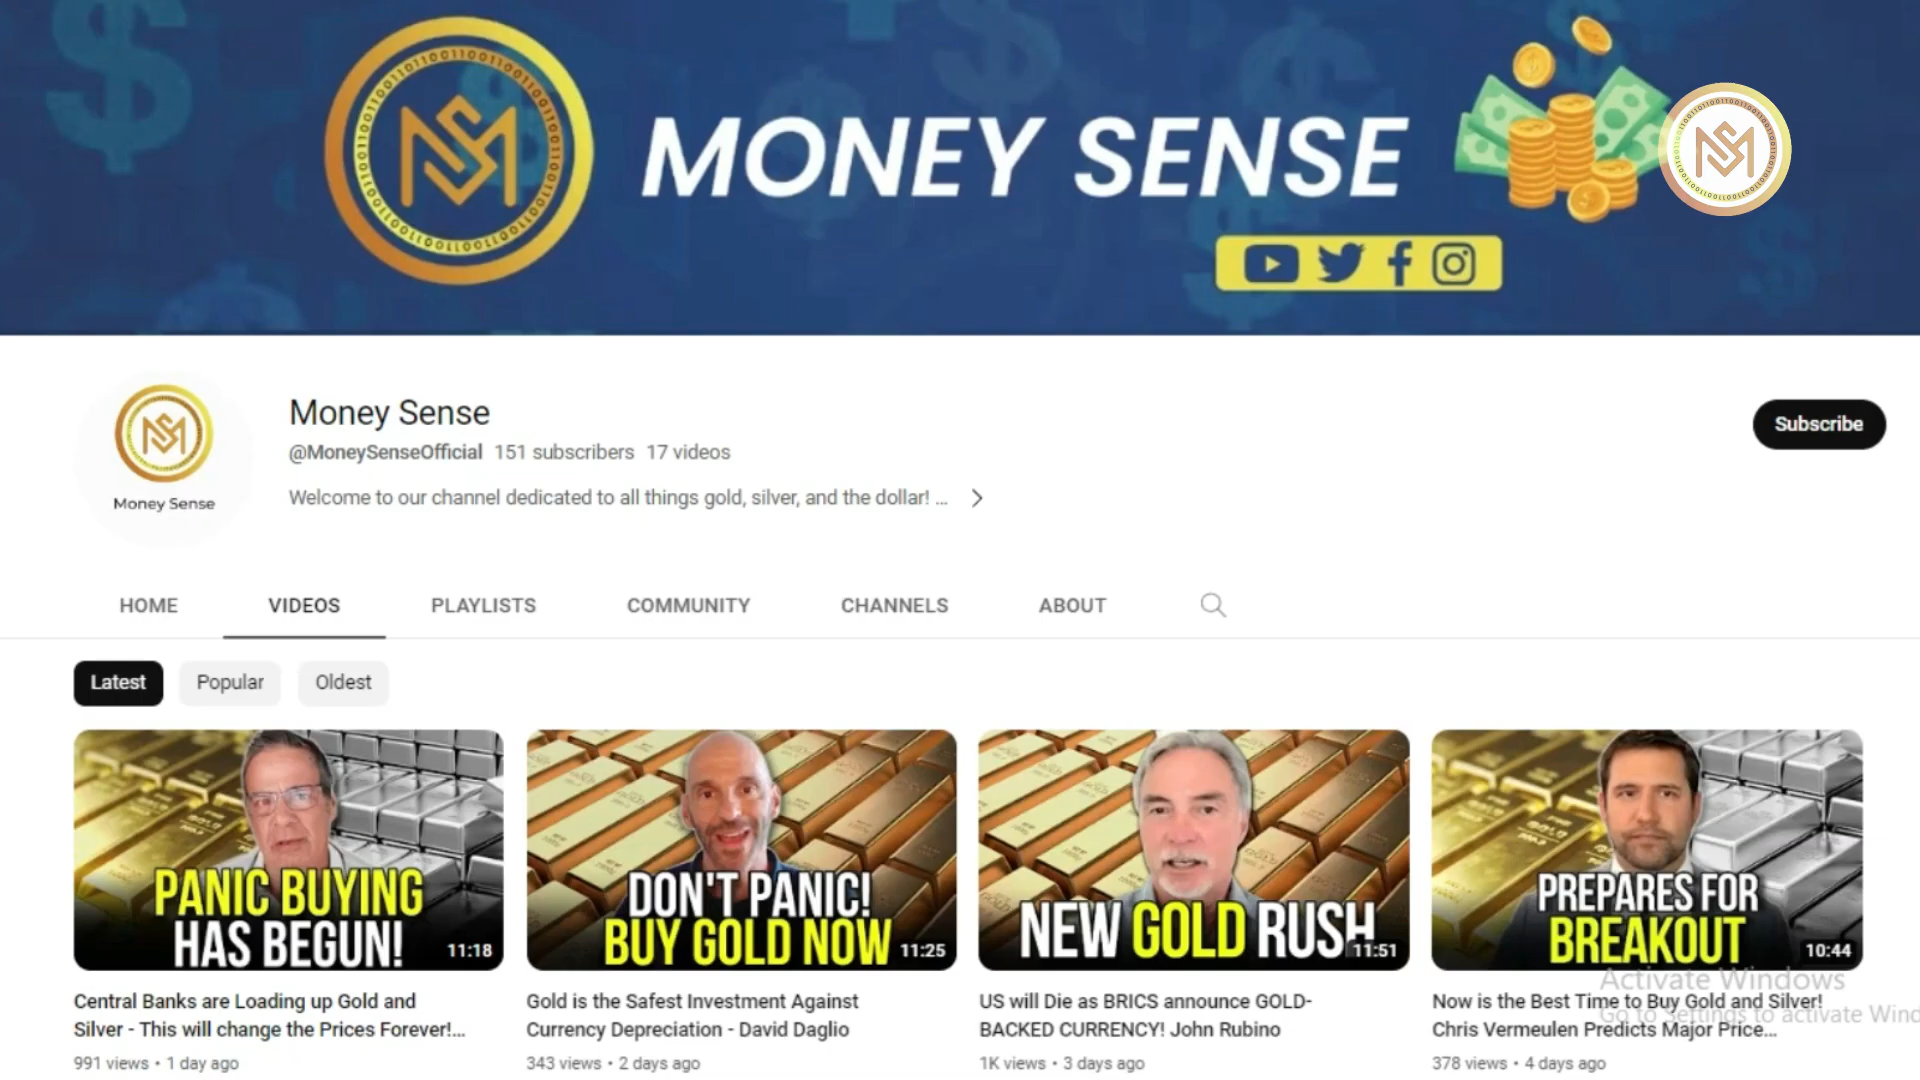 MONEY SENSE
Money Sense
Money Sense
@MoneySenseOfficial 151 subscribers 17 videos
Welcome to our channel dedicated to all things gold, silver, and the dollar! ...
Subscribe
HOME VIDEOS PLAYLISTS COMMUNITY CHANNELS ABOUT
Latest Popular Oldest
PANIC BUYING
HAS BEGUN!
11:18
DON'T PANIC!
BUY GOLD NOW
11:25
NEW GOLD RUSH
11:51
PREPARES FOR
BREAKOUT
10:44
Central Banks are Loading up Gold and
Silver - This will change the Prices Forever!...
991 views • 1 day ago
Gold is the Safest Investment Against
Currency Depreciation - David Daglio
343 views • 2 days ago
US will Die as BRICS announce GOLD-
BACKED CURRENCY! John Rubino
1K views • 3 days ago
Now is the Best Time to Buy Gold and Silver!
Chris Vermeulen Predicts Major Price...
378 views • 4 days ago
Activate Windows
Go to Settings to activate Wind